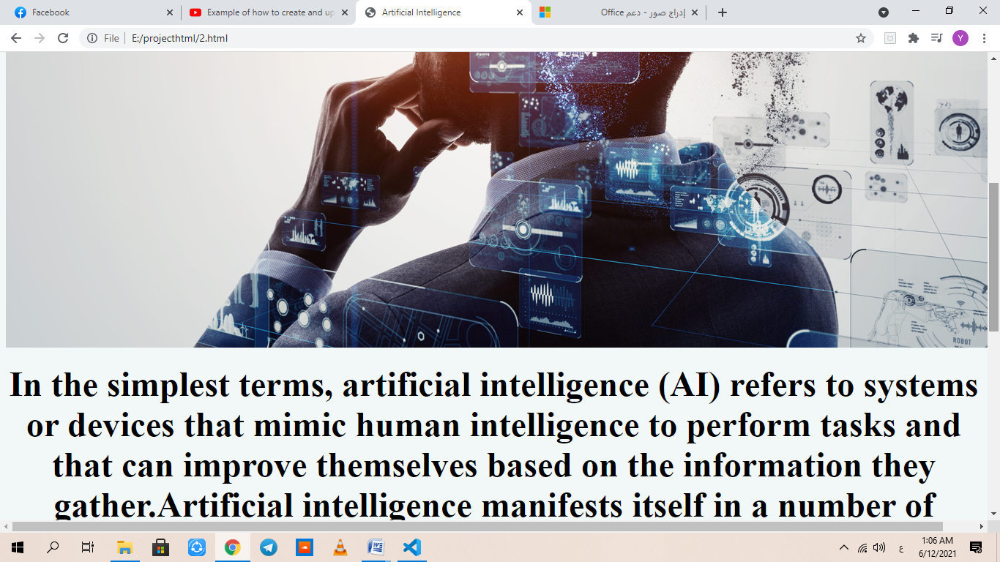 Facebook
Example of how to create and up
Artificial Intelligence
إدراج صور - دعم Office
File
E:/projecthtml/2.html
Y
ROBOT
In the simplest terms, artificial intelligence (AI) refers to systems
or devices that mimic human intelligence to perform tasks and
that can improve themselves based on the information they
gather.Artificial intelligence manifests itself in a number of
ع
1:06 AM
6/12/2021